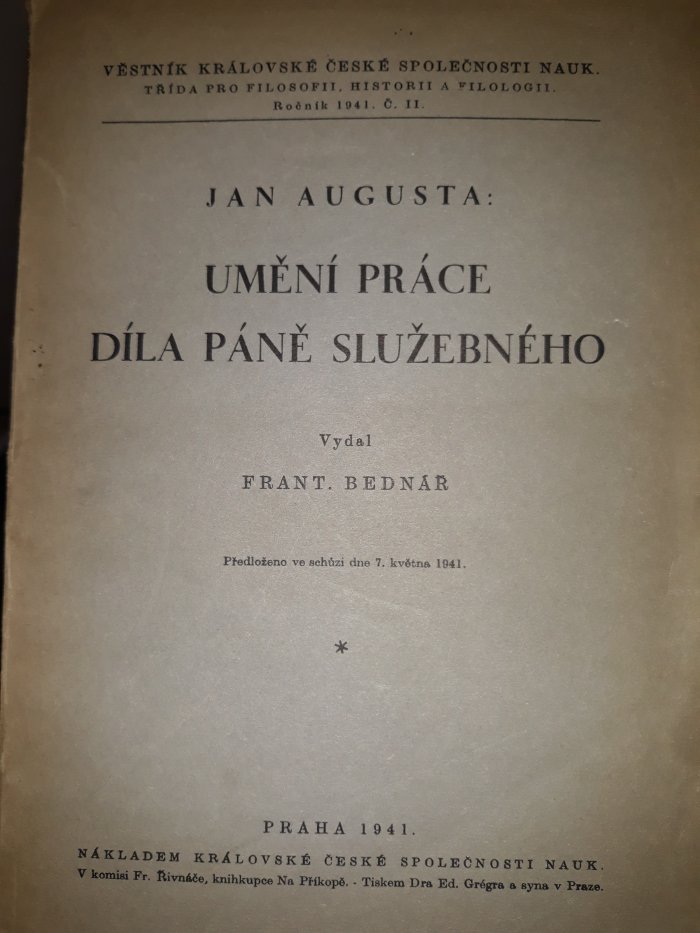 VĚSTNÍK KRÁLOVSKÉ ČESKÉ SPOLEČNOSTI NAUK.
TŘÍDA PRO FILOSOFII, HISTORII A FILOLOGII.
Ročník 1941. Č. II.
JAN AUGUSTA:
UMĚNÍ PRÁCE
DÍLA PÁNĚ SLUŽEBNÉHO
Vydal
FRANT. BEDNÁŘ
Předloženo ve schůzi dne 7. května 1941.
*
PRAHA 1941.
NÁKLADEM KRÁLOVSKÉ ČESKÉ SPOLEČNOSTI NAUK.
V komisi Fr. Řivnáče, knihkupce Na Příkopě. - Tiskem Dra Ed. Grégra a syna v Praze.